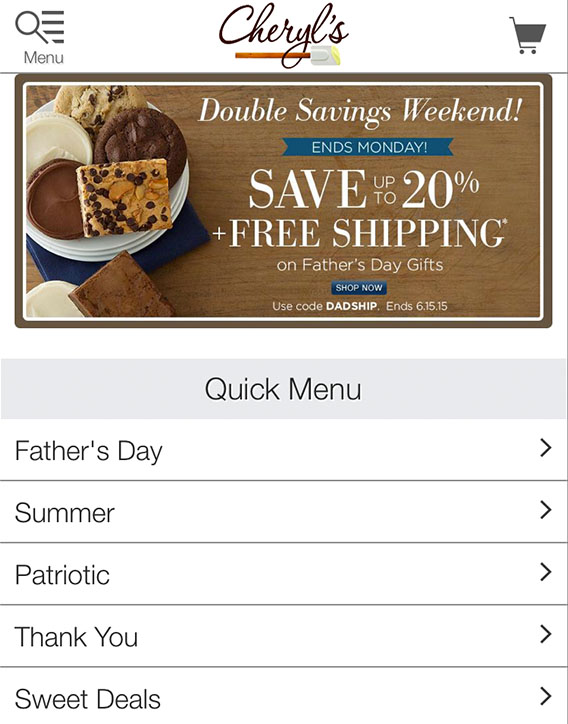 Menu
Cheryl's
Double Savings Weekend!
ENDS MONDAY!
SAVE UP TO 20%
+FREE SHIPPING*
on Father's Day Gifts
SHOP NOW
Use code DADSHIP. Ends 6.15.15
Quick Menu
Father's Day
Summer
Patriotic
Thank You
Sweet Deals